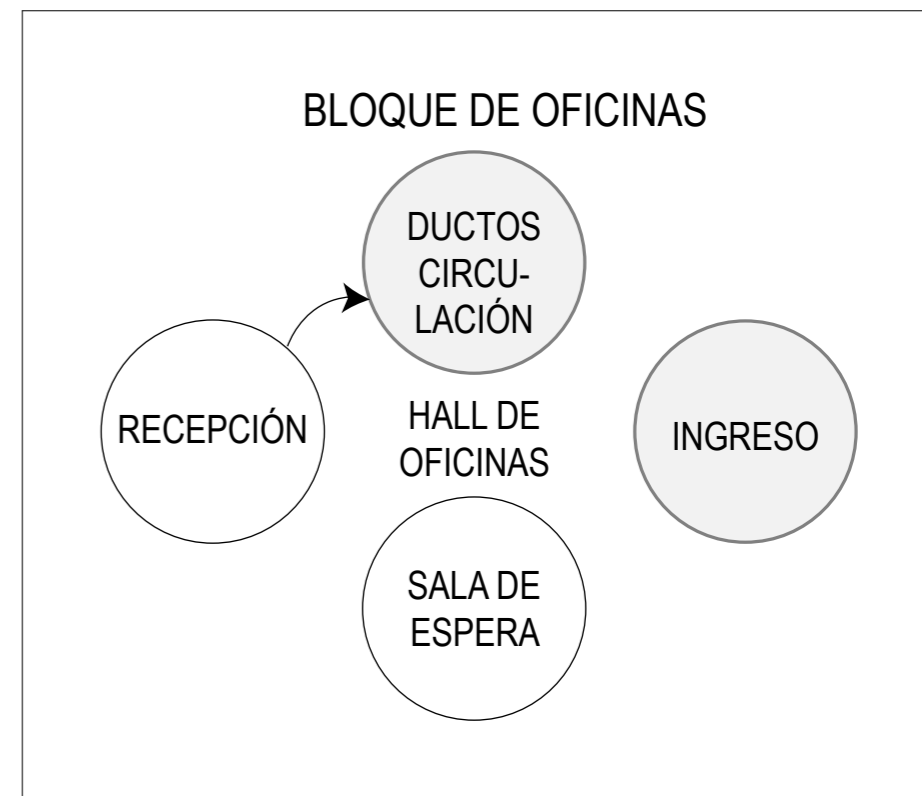 BLOQUE DE OFICINAS
DUCTOS
CIRCU-
LACIÓN
RECEPCIÓN
HALL DE
OFICINAS
INGRESO
SALA DE
ESPERA